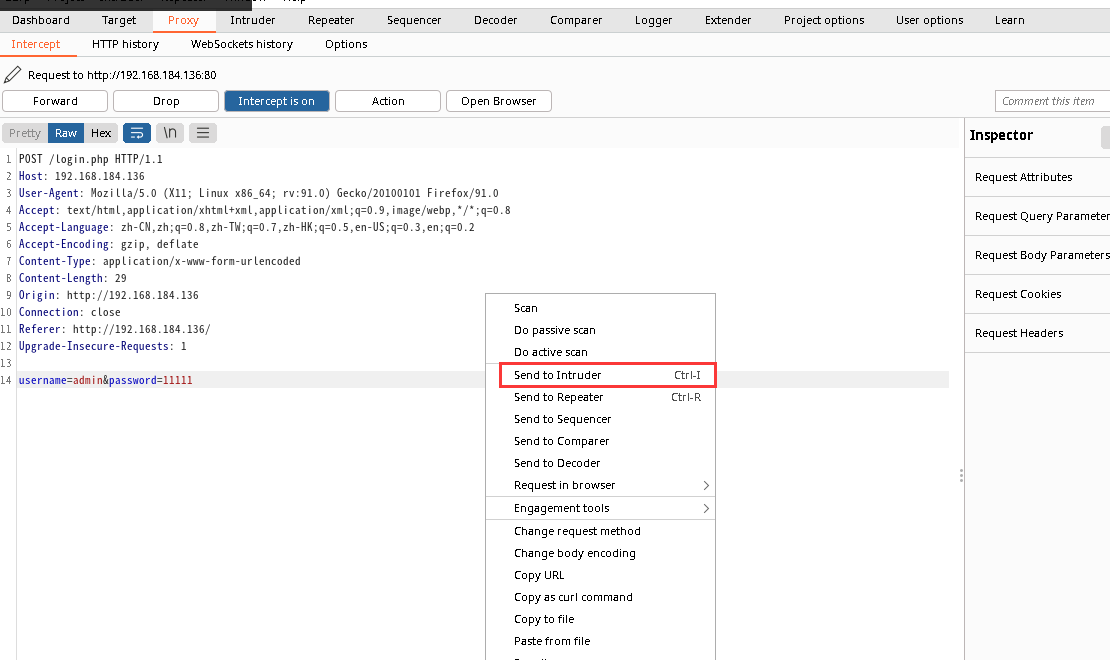 Dashboard Target Proxy Intruder Repeater Sequencer Decoder Comparer Logger Extender Project options User options Learn
Intercept HTTP history WebSockets history Options
Request to http://192.168.184.136:80
Forward Drop Intercept is on Action Open Browser Comment this item
Pretty Raw Hex \n
Inspector
1 POST /login.php HTTP/1.1
2 Host: 192.168.184.136
3 User-Agent: Mozilla/5.0 (X11; Linux x86_64; rv:91.0) Gecko/20100101 Firefox/91.0
4 Accept: text/html,application/xhtml+xml,application/xml;q=0.9,image/webp,*/*;q=0.8
5 Accept-Language: zh-CN,zh;q=0.8,zh-TW;q=0.7,zh-HK;q=0.5,en-US;q=0.3,en;q=0.2
6 Accept-Encoding: gzip, deflate
7 Content-Type: application/x-www-form-urlencoded
8 Content-Length: 29
9 Origin: http://192.168.184.136
10 Connection: close
11 Referer: http://192.168.184.136/
12 Upgrade-Insecure-Requests: 1
13
14 username=admin&password=11111
Scan
Do passive scan
Do active scan
Send to Intruder Ctrl-I
Send to Repeater Ctrl-R
Send to Sequencer
Send to Comparer
Send to Decoder
Request in browser
Engagement tools
Change request method
Change body encoding
Copy URL
Copy as curl command
Copy to file
Paste from file
Request Attributes
Request Query Parameter
Request Body Parameters
Request Cookies
Request Headers